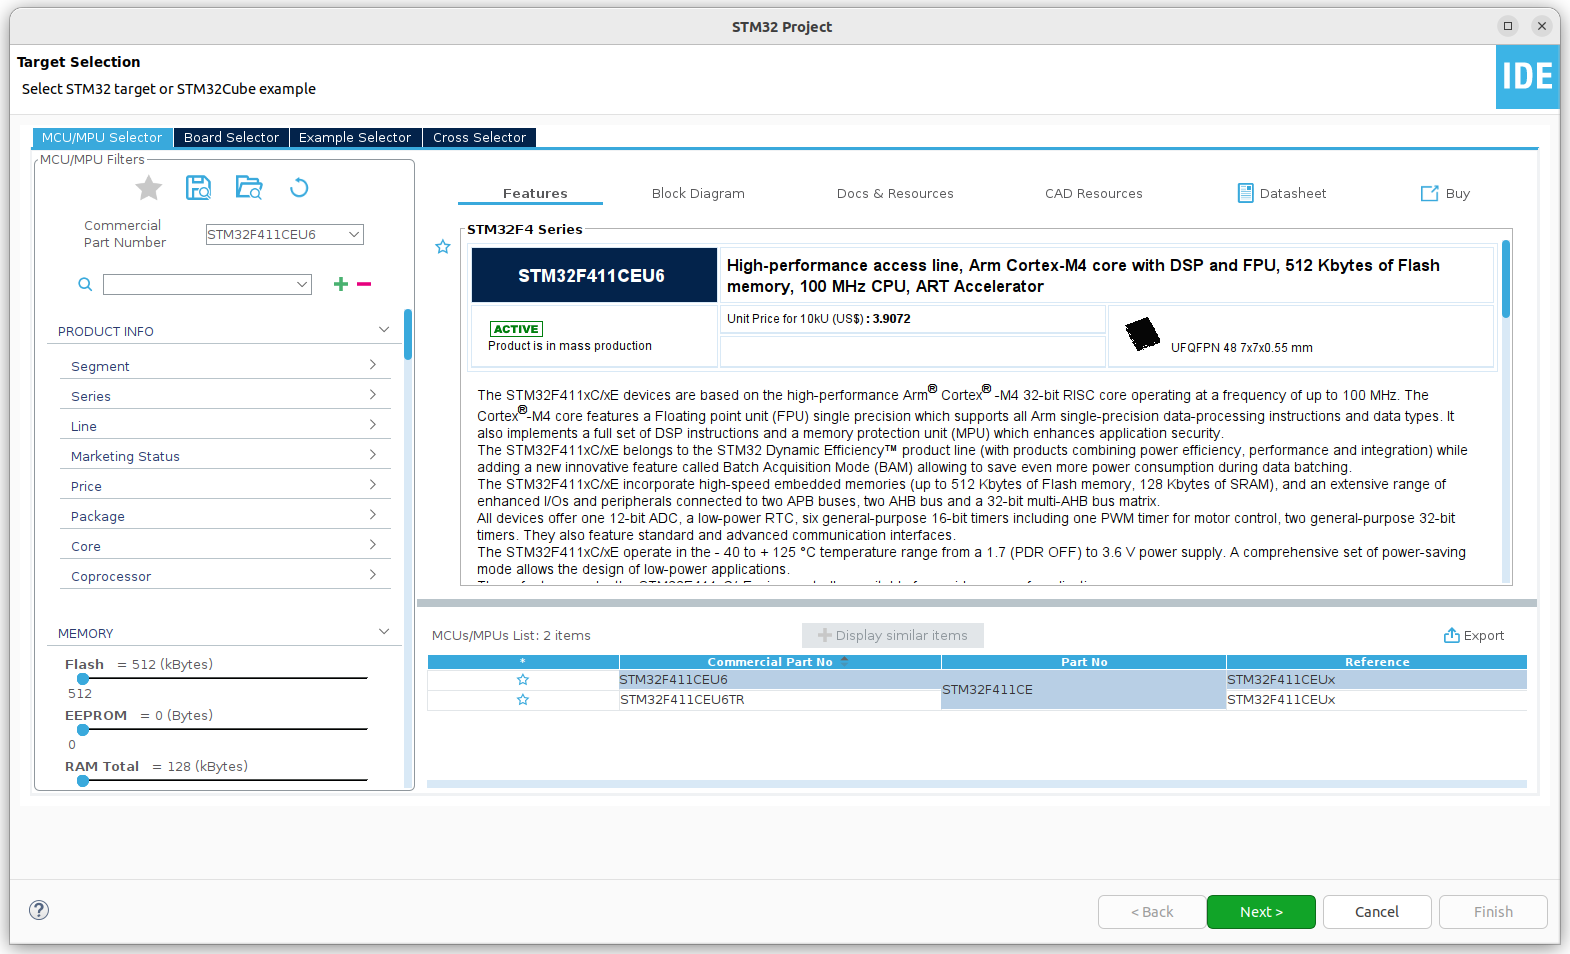 STM32 Project
Target Selection
Select STM32 target or STM32Cube example
IDE
MCU/MPU Selector
Board Selector
Example Selector
Cross Selector
MCU/MPU Filters
Commercial
Part Number
STM32F411CEU6
PRODUCT INFO
Segment
Series
Line
Marketing Status
Price
Package
Core
Coprocessor
MEMORY
Flash = 512 (kBytes)
512
EEPROM = 0 (Bytes)
0
RAM Total = 128 (kBytes)
Features
Block Diagram
Docs & Resources
CAD Resources
Datasheet
Buy
STM32F4 Series
STM32F411CEU6
High-performance access line, Arm Cortex-M4 core with DSP and FPU, 512 Kbytes of Flash
memory, 100 MHz CPU, ART Accelerator
ACTIVE
Product is in mass production
Unit Price for 10kU (US$) : 3.9072
UFQFPN 48 7x7x0.55 mm
The STM32F411xC/xE devices are based on the high-performance Arm® Cortex® -M4 32-bit RISC core operating at a frequency of up to 100 MHz. The
Cortex®-M4 core features a Floating point unit (FPU) single precision which supports all Arm single-precision data-processing instructions and data types. It
also implements a full set of DSP instructions and a memory protection unit (MPU) which enhances application security.
The STM32F411xC/xE belongs to the STM32 Dynamic Efficiency™ product line (with products combining power efficiency, performance and integration) while
adding a new innovative feature called Batch Acquisition Mode (BAM) allowing to save even more power consumption during data batching.
The STM32F411xC/xE incorporate high-speed embedded memories (up to 512 Kbytes of Flash memory, 128 Kbytes of SRAM), and an extensive range of
enhanced I/Os and peripherals connected to two APB buses, two AHB bus and a 32-bit multi-AHB bus matrix.
All devices offer one 12-bit ADC, a low-power RTC, six general-purpose 16-bit timers including one PWM timer for motor control, two general-purpose 32-bit
timers. They also feature standard and advanced communication interfaces.
The STM32F411xC/xE operate in the - 40 to + 125 °C temperature range from a 1.7 (PDR OFF) to 3.6 V power supply. A comprehensive set of power-saving
mode allows the design of low-power applications.
MCUs/MPUs List: 2 items
Display similar items
Export
* Commercial Part No Part No Reference
STM32F411CEU6 STM32F411CE STM32F411CEUx
STM32F411CEU6TR STM32F411CEUx
?
< Back
Next >
Cancel
Finish